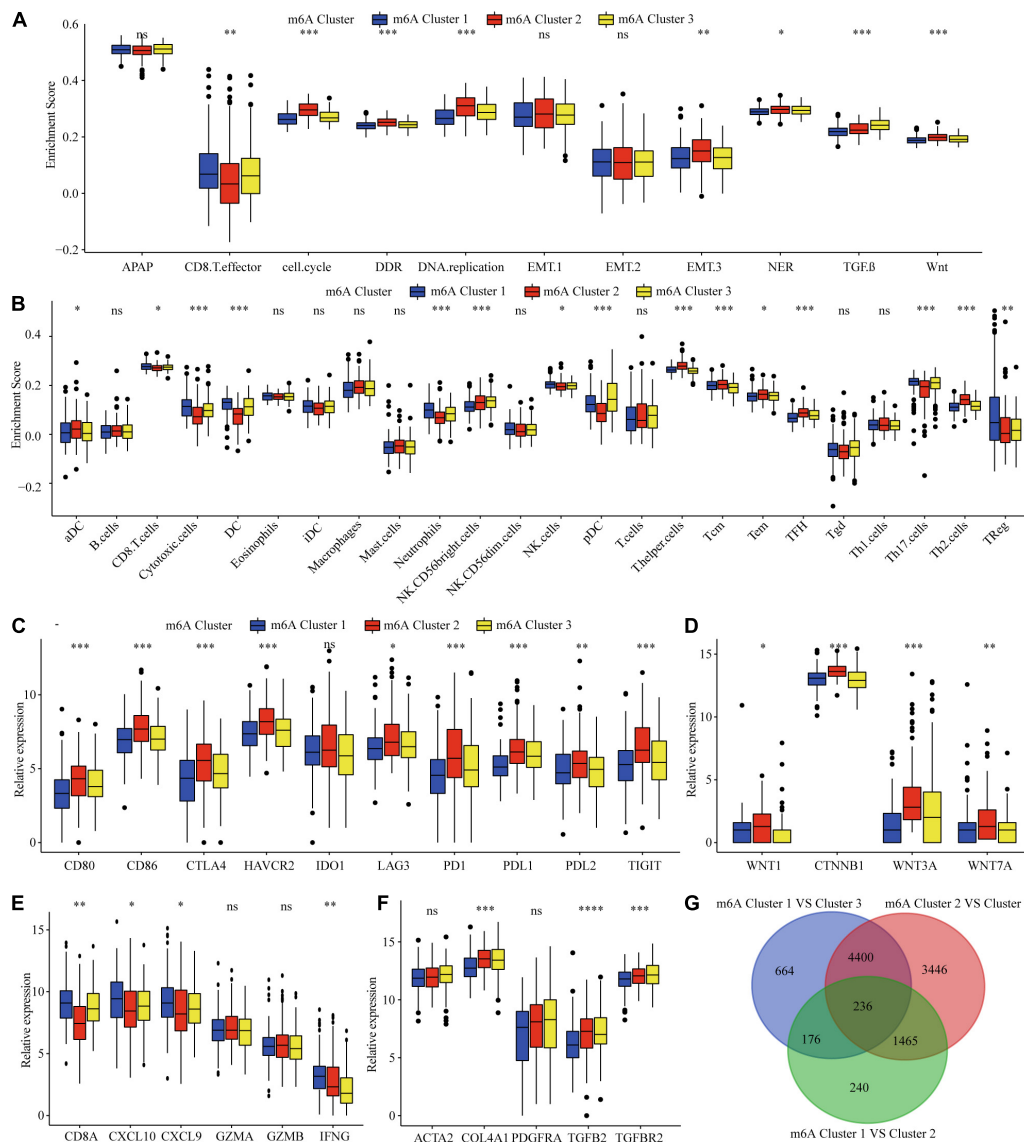 A
m6A Cluster m6A Cluster 1 m6A Cluster 2 m6A Cluster 3
ns ** *** *** *** ns ns ** * *** ***
Enrichment Score
0.6
0.4
0.2
0.0
−0.2
APAP CD8.T.effector cell.cycle DDR DNA.replication EMT.1 EMT.2 EMT.3 NER TGF.ß Wnt
B
m6A Cluster m6A Cluster 1 m6A Cluster 2 m6A Cluster 3
* ns * *** *** ns ns ns ns *** *** ns * *** ns *** *** * *** ns ns *** *** **
Enrichment Score
0.4
0.2
0.0
−0.2
aDC B.cells CD8.T.cells Cytotoxic.cells DC Eosinophils iDC Macrophages Mast.cells Neutrophils NK.CD56bright.cells NK.CD56dim.cells NK.cells pDC T.cells T.helper.cells Tcm Tem TFH Tgd Th1.cells Th17.cells Th2.cells TReg
C
-
m6A Cluster m6A Cluster 1 m6A Cluster 2 m6A Cluster 3
*** *** *** *** ns * *** *** ** ***
Relative expression
10
5
0
CD80 CD86 CTLA4 HAVCR2 IDO1 LAG3 PD1 PDL1 PDL2 TIGIT
D
* *** *** **
15
10
5
0
WNT1 CTNNB1 WNT3A WNT7A
E
** * * ns ns **
Relative expression
15
10
5
0
CD8A CXCL10 CXCL9 GZMA GZMB IFNG
F
ns *** ns **** ***
Relative expression
15
10
5
0
ACTA2 COL4A1 PDGFRA TGFB2 TGFBR2
G
m6A Cluster 1 VS Cluster 3 m6A Cluster 2 VS Cluster
664 4400 3446
236
176 1465
240
m6A Cluster 1 VS Cluster 2